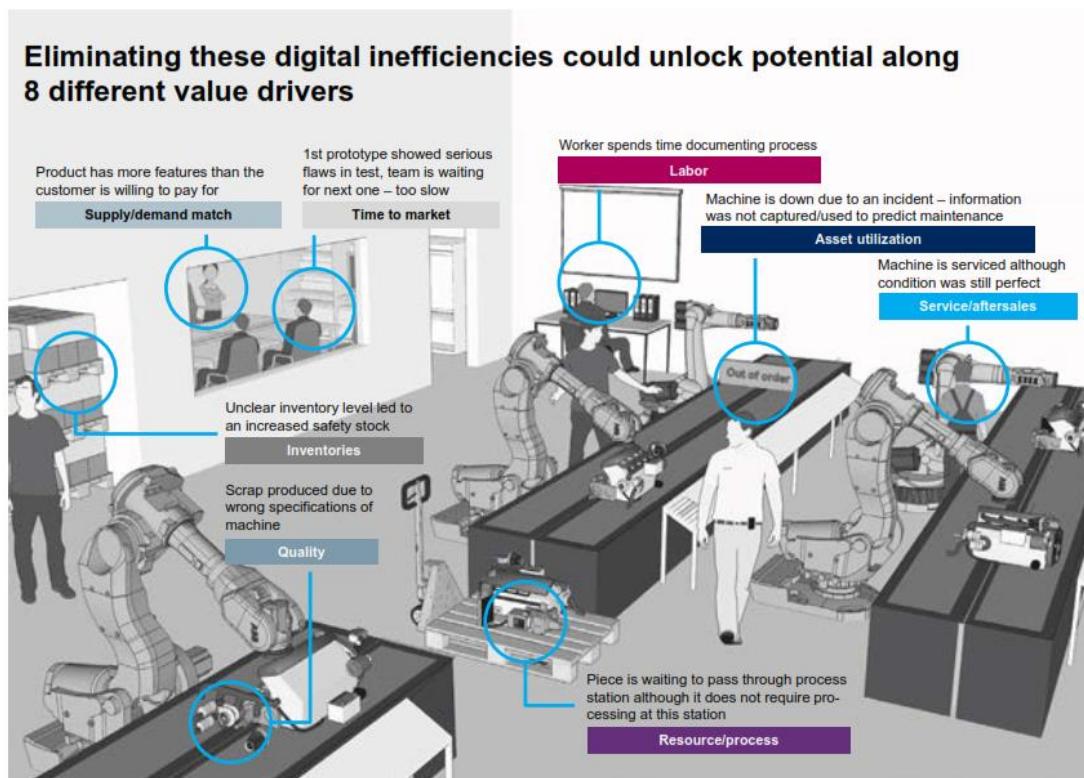 Eliminating these digital inefficiencies could unlock potential along
8 different value drivers
Product has more features than the
customer is willing to pay for
Supply/demand match
1st prototype showed serious
flaws in test, team is waiting
for next one – too slow
Time to market
Worker spends time documenting process
Labor
Machine is down due to an incident – information
was not captured/used to predict maintenance
Asset utilization
Machine is serviced although
condition was still perfect
Service/aftersales
Out of order
Unclear inventory level led to
an increased safety stock
Inventories
Scrap produced due to
wrong specifications of
machine
Quality
Piece is waiting to pass through process
station although it does not require pro-
cessing at this station
Resource/process